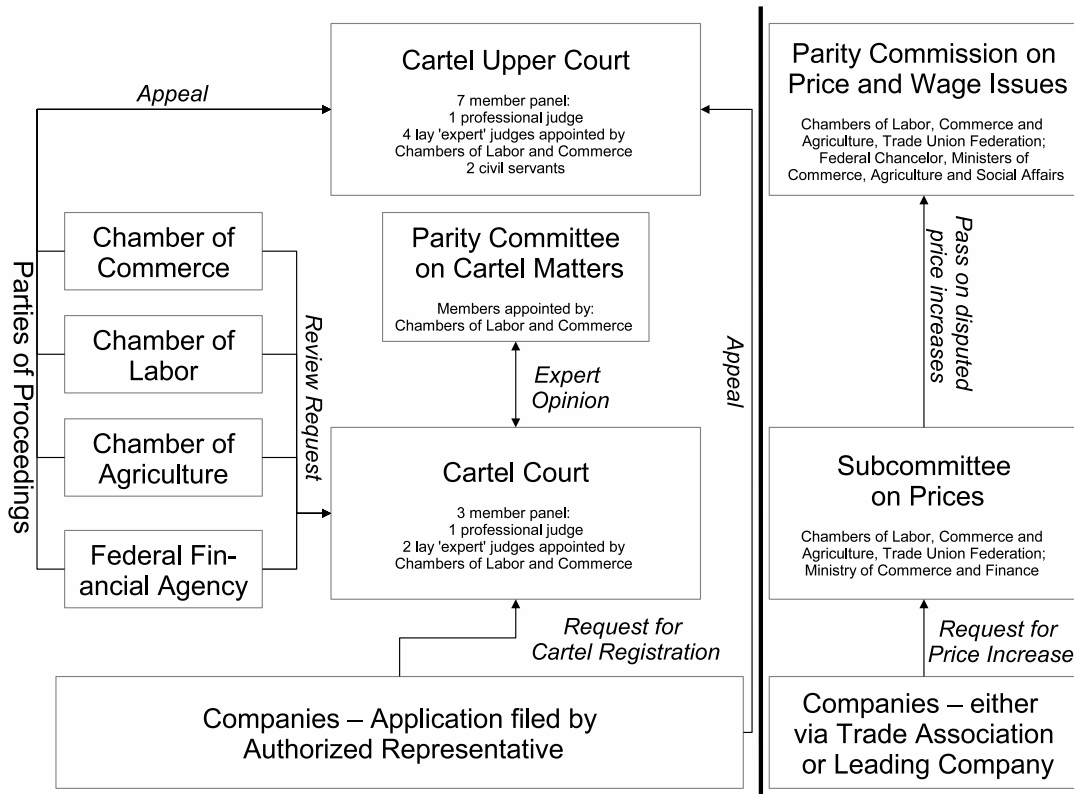 Cartel Upper Court
7 member panel:
1 professional judge
4 lay 'expert' judges appointed by
Chambers of Labor and Commerce
2 civil servants
Appeal
Parties of Proceedings
Chamber of
Commerce
Chamber of
Labor
Chamber of
Agriculture
Federal Fin-
ancial Agency
Review Request
Parity Committee
on Cartel Matters
Members appointed by:
Chambers of Labor and Commerce
Expert
Opinion
Cartel Court
3 member panel:
1 professional judge
2 lay 'expert' judges appointed by
Chambers of Labor and Commerce
Request for
Cartel Registration
Appeal
Companies – Application filed by
Authorized Representative
Parity Commission on
Price and Wage Issues
Chambers of Labor, Commerce and
Agriculture, Trade Union Federation;
Federal Chancelor, Ministers of
Commerce, Agriculture and Social Affairs
Pass on disputed
price increases
Subcommittee
on Prices
Chambers of Labor, Commerce and
Agriculture, Trade Union Federation;
Ministry of Commerce and Finance
Request for
Price Increase
Companies – either
via Trade Association
or Leading Company